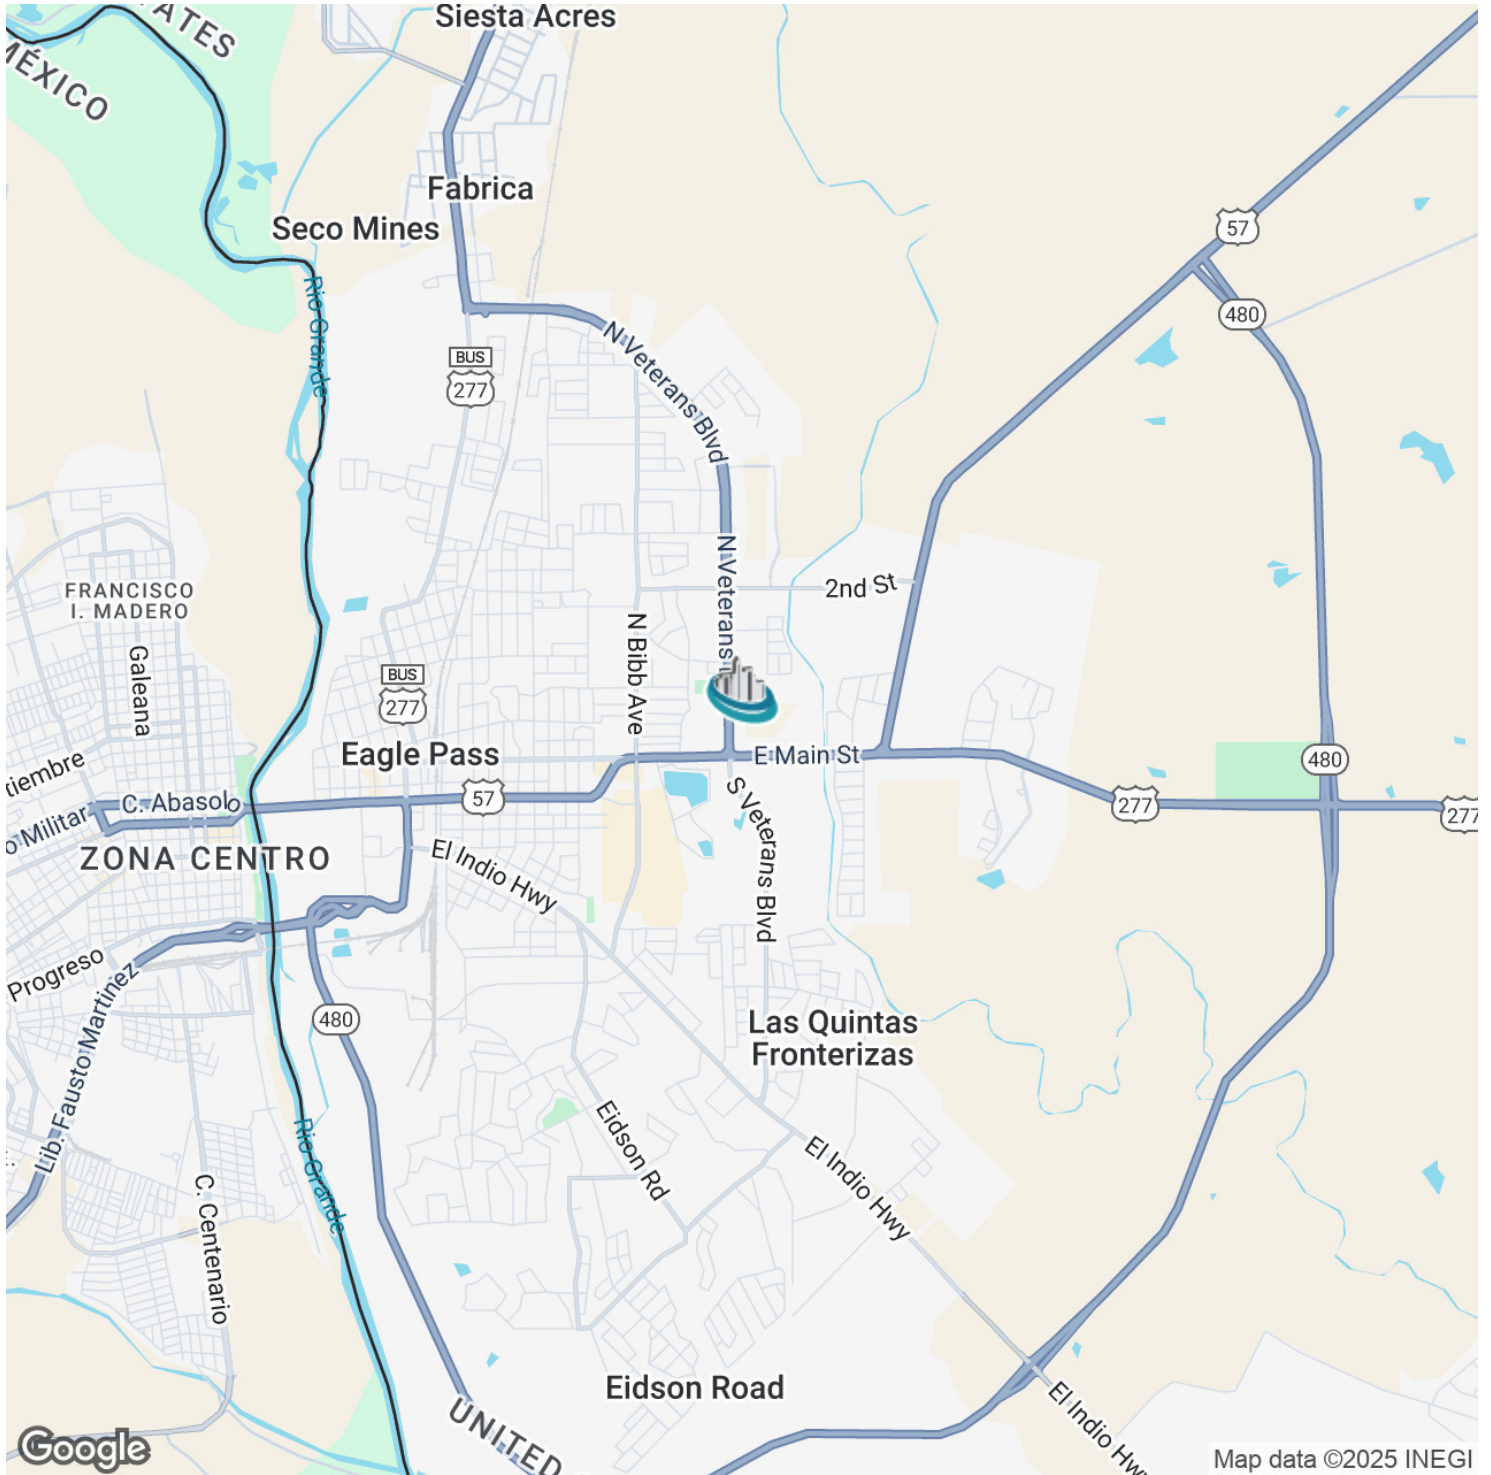 TATES
MÉXICO
Siesta Acres
Fabrica
Seco Mines
57
480
Rio Grande
N Veterans Blvd
BUS
277
N Veterans
2nd St
FRANCISCO
I. MADERO
Galeana
N Bibb Ave
BUS
277
Eagle Pass
E Main St
480
tiembre
C. Abasolo
57
277
277
o Militar
S Veterans Blvd
ZONA CENTRO
El Indio Hwy
Progreso
Lib. Fausto Martinez
480
Las Quintas
Fronterizas
Eidson Rd
Rio Grande
El Indio Hwy
C. Centenario
Eidson Road
El Indio Hwy
UNITED
Google
Map data ©2025 INEGI